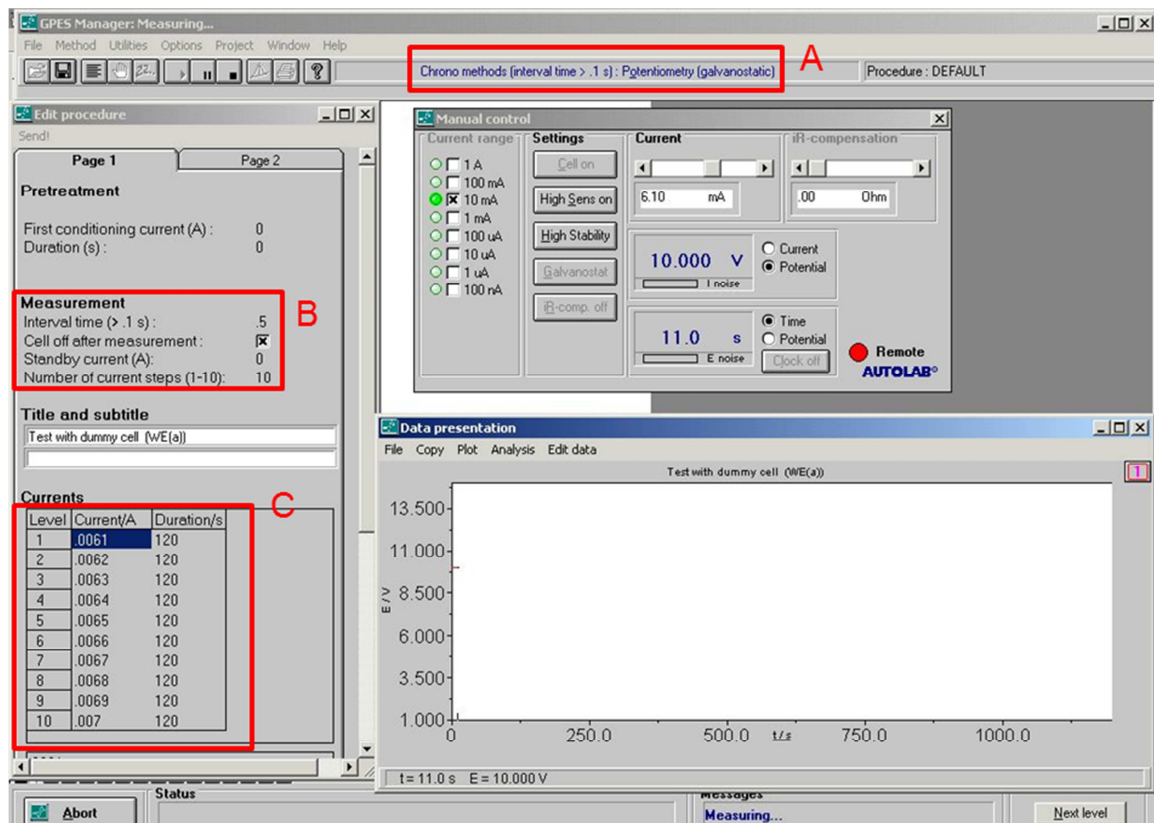 GPES Manager: Measuring...
File Method Utilities Options Project Window Help
Chrono methods (interval time > .1 s) : Potentiometry (galvanostatic)
A
Procedure : DEFAULT
Edit procedure
Send!
Page 1 Page 2
Pretreatment
First conditioning current (A) : 0
Duration (s) : 0
Measurement
B
Interval time (> .1 s) : .5
Cell off after measurement :
Standby current (A): 0
Number of current steps (1-10): 10
Title and subtitle
Test with dummy cell (WE(a))
Currents
C
Level Current/A Duration/s
1 .0061 120
2 .0062 120
3 .0063 120
4 .0064 120
5 .0065 120
6 .0066 120
7 .0067 120
8 .0068 120
9 .0069 120
10 .007 120
Manual control
Current range
1 A
100 mA
10 mA
1 mA
100 uA
10 uA
1 uA
100 nA
Settings
Cell on
High Sens on
High Stability
Galvanostat
iR-comp. off
Current
6.10 mA
iR-compensation
.00 Ohm
10.000 V
I noise
Current
Potential
11.0 s
E noise
Time
Potential
Clock off
Remote
AUTOLAB®
Data presentation
File Copy Plot Analysis Edit data
Test with dummy cell (WE(a))
1
13.500
11.000
8.500
6.000
3.500
1.000
E / V
0 250.0 500.0 t/s 750.0 1000.0
t = 11.0 s E = 10.000 V
Abort
Status
Messages
Measuring...
Next level